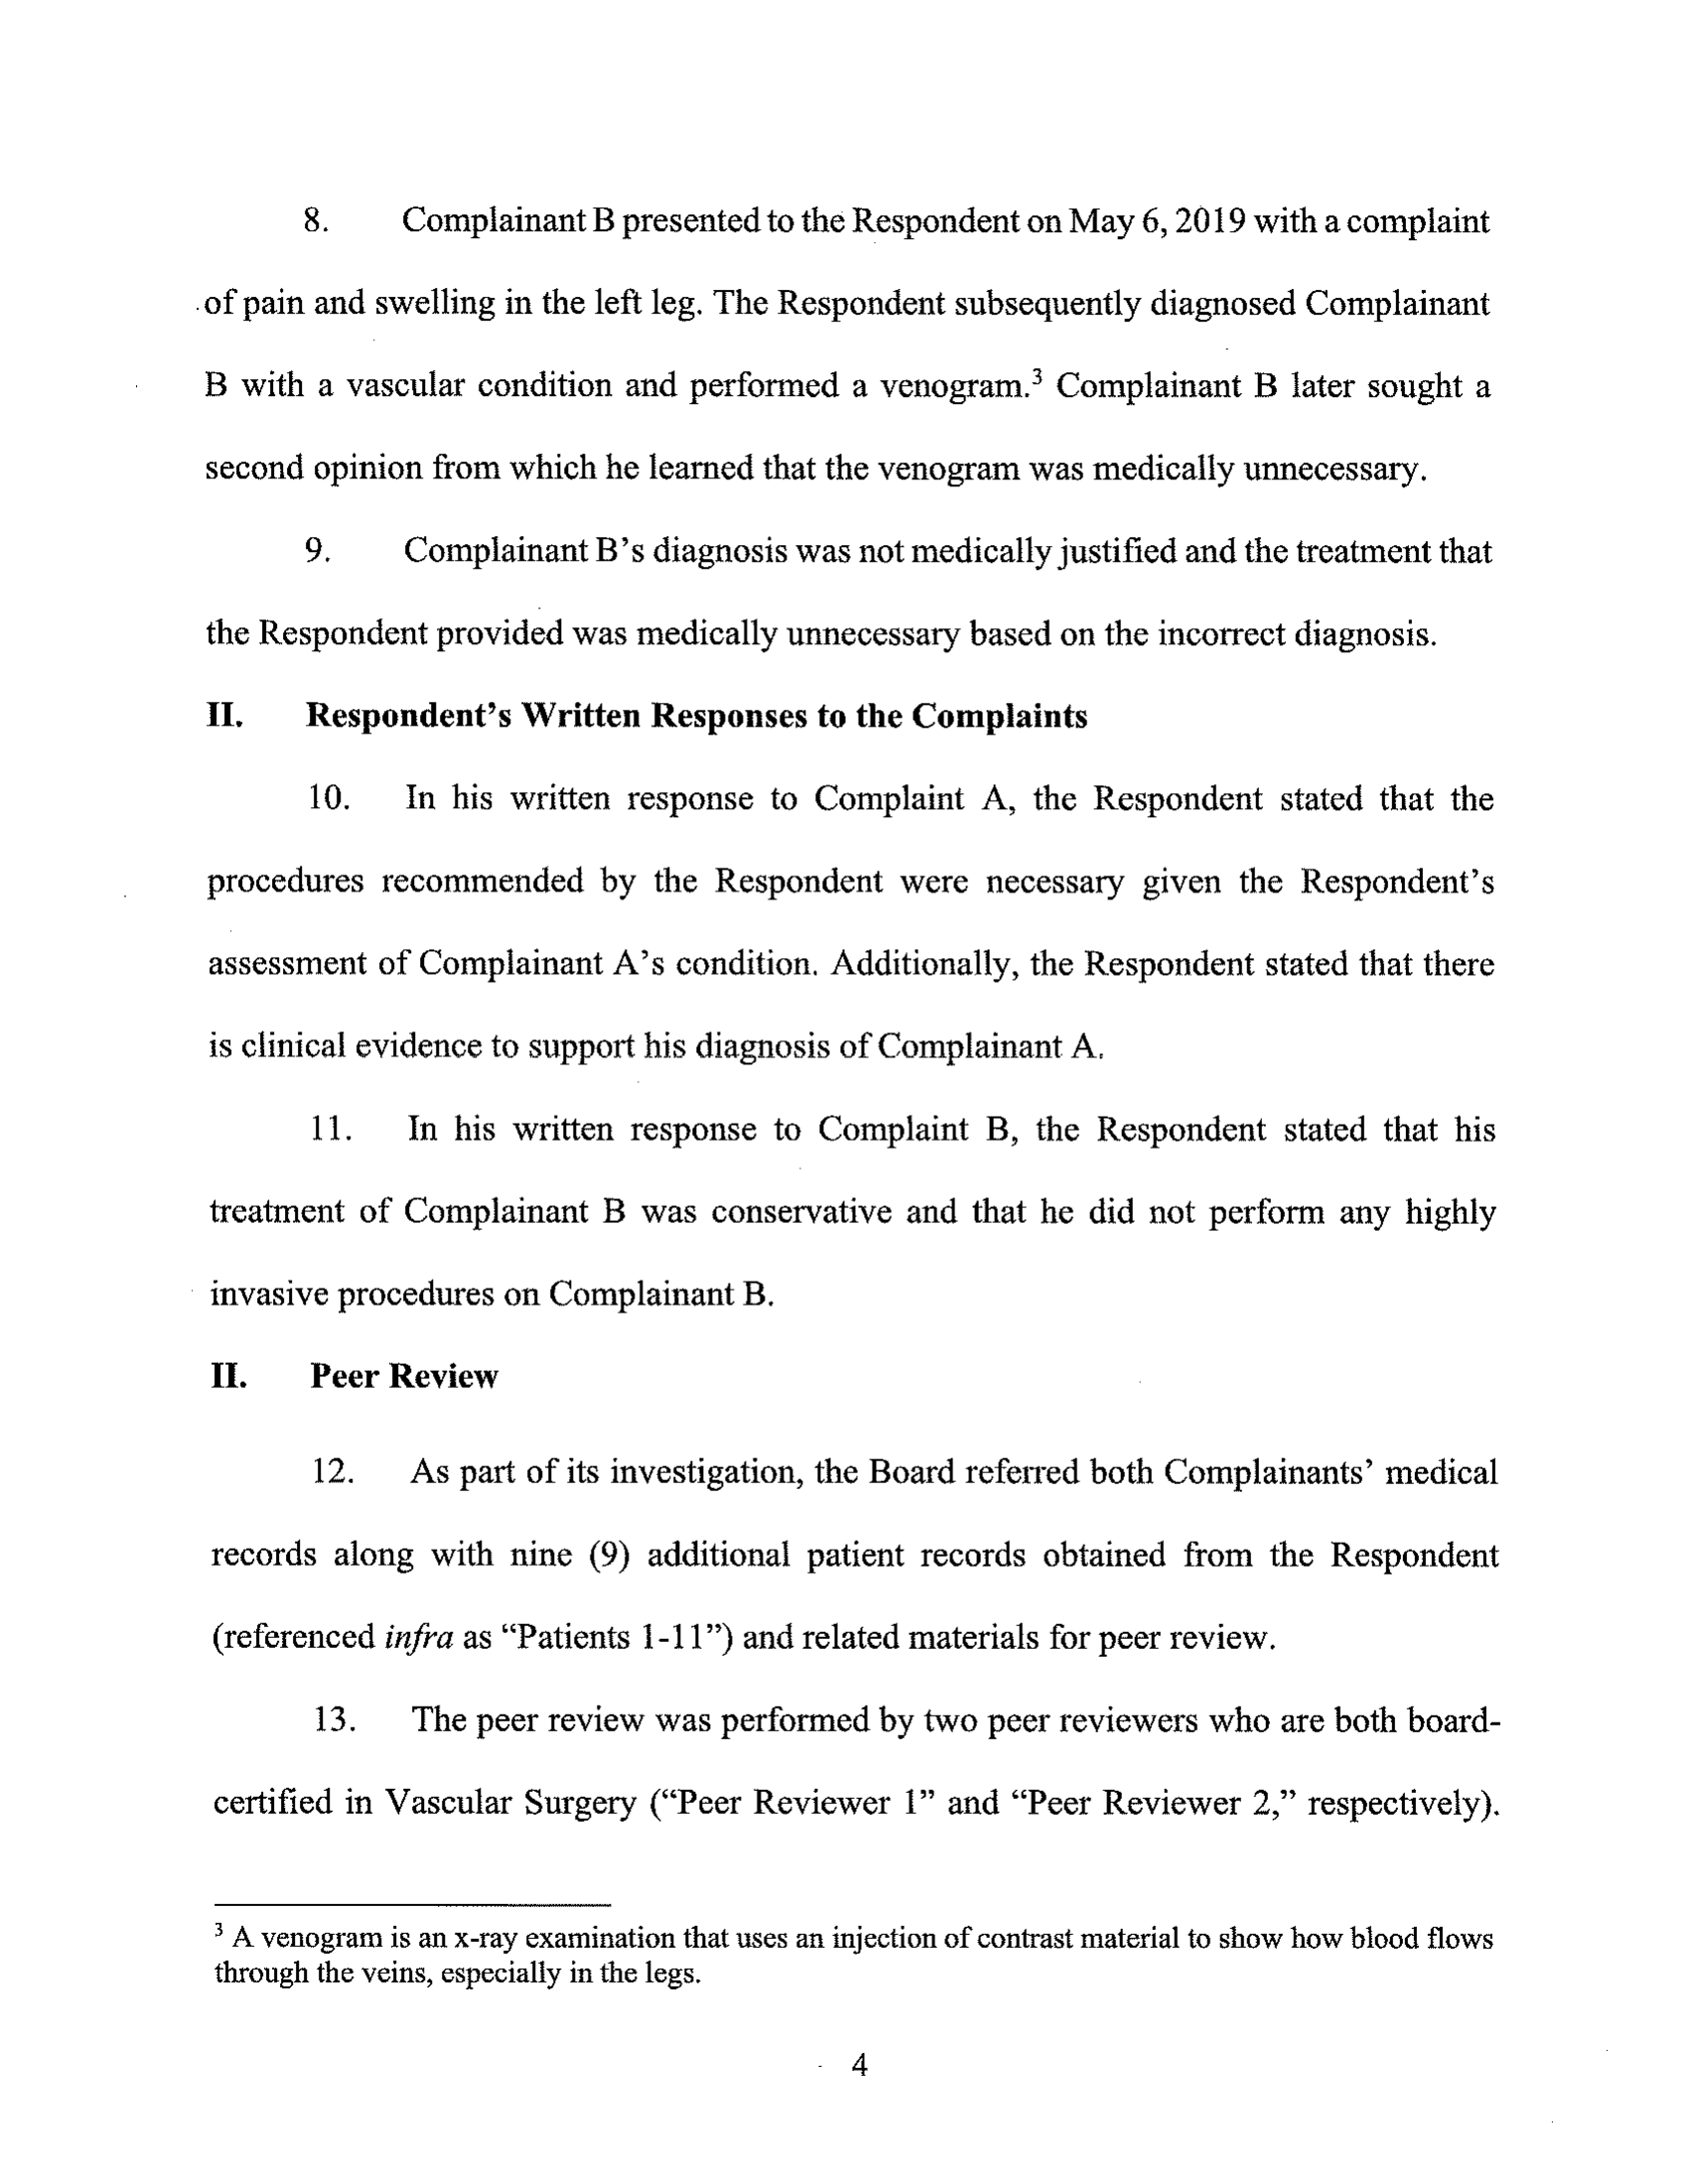 8. Complainant B presented to the Respondent on May 6, 2019 with a complaint
of pain and swelling in the left leg. The Respondent subsequently diagnosed Complainant
B with a vascular condition and performed a venogram.³ Complainant B later sought a
second opinion from which he learned that the venogram was medically unnecessary.
9. Complainant B’s diagnosis was not medically justified and the treatment that
the Respondent provided was medically unnecessary based on the incorrect diagnosis.
II. Respondent’s Written Responses to the Complaints
10. In his written response to Complaint A, the Respondent stated that the
procedures recommended by the Respondent were necessary given the Respondent’s
assessment of Complainant A’s condition. Additionally, the Respondent stated that there
is clinical evidence to support his diagnosis of Complainant A.
11. In his written response to Complaint B, the Respondent stated that his
treatment of Complainant B was conservative and that he did not perform any highly
invasive procedures on Complainant B.
II. Peer Review
12. As part of its investigation, the Board referred both Complainants’ medical
records along with nine (9) additional patient records obtained from the Respondent
(referenced infra as “Patients 1-11”) and related materials for peer review.
13. The peer review was performed by two peer reviewers who are both board-
certified in Vascular Surgery (“Peer Reviewer 1” and “Peer Reviewer 2,” respectively).
³ A venogram is an x-ray examination that uses an injection of contrast material to show how blood flows
through the veins, especially in the legs.
4